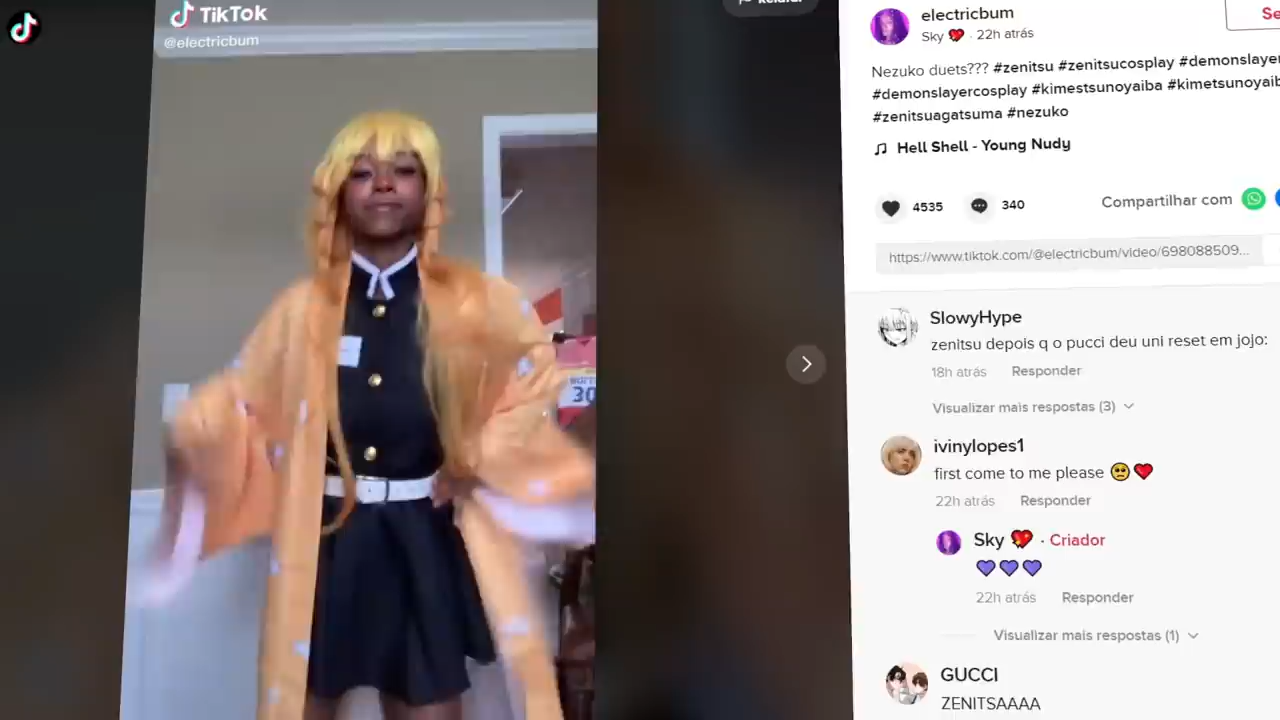 TikTok
@electricbum
30
electricbum
Sky 💖 · 22h atrás
Nezuko duets??? #zenitsu #zenitsucosplay #demonslayer
#demonslayercosplay #kimestsunoyaiba #kimetsunoyaib
#zenitsuagatsuma #nezuko
Hell Shell - Young Nudy
4535
340
Compartilhar com
https://www.tiktok.com/@electricbum/video/698088509...
SlowyHype
zenitsu depois q o pucci deu uni reset em jojo:
18h atrás
Responder
Visualizar mais respostas (3)
ivinylopes1
first come to me please 🥺❤️
22h atrás
Responder
Sky 💖 · Criador
💜💜💜
22h atrás
Responder
Visualizar mais respostas (1)
GUCCI
ZENITSAAAA